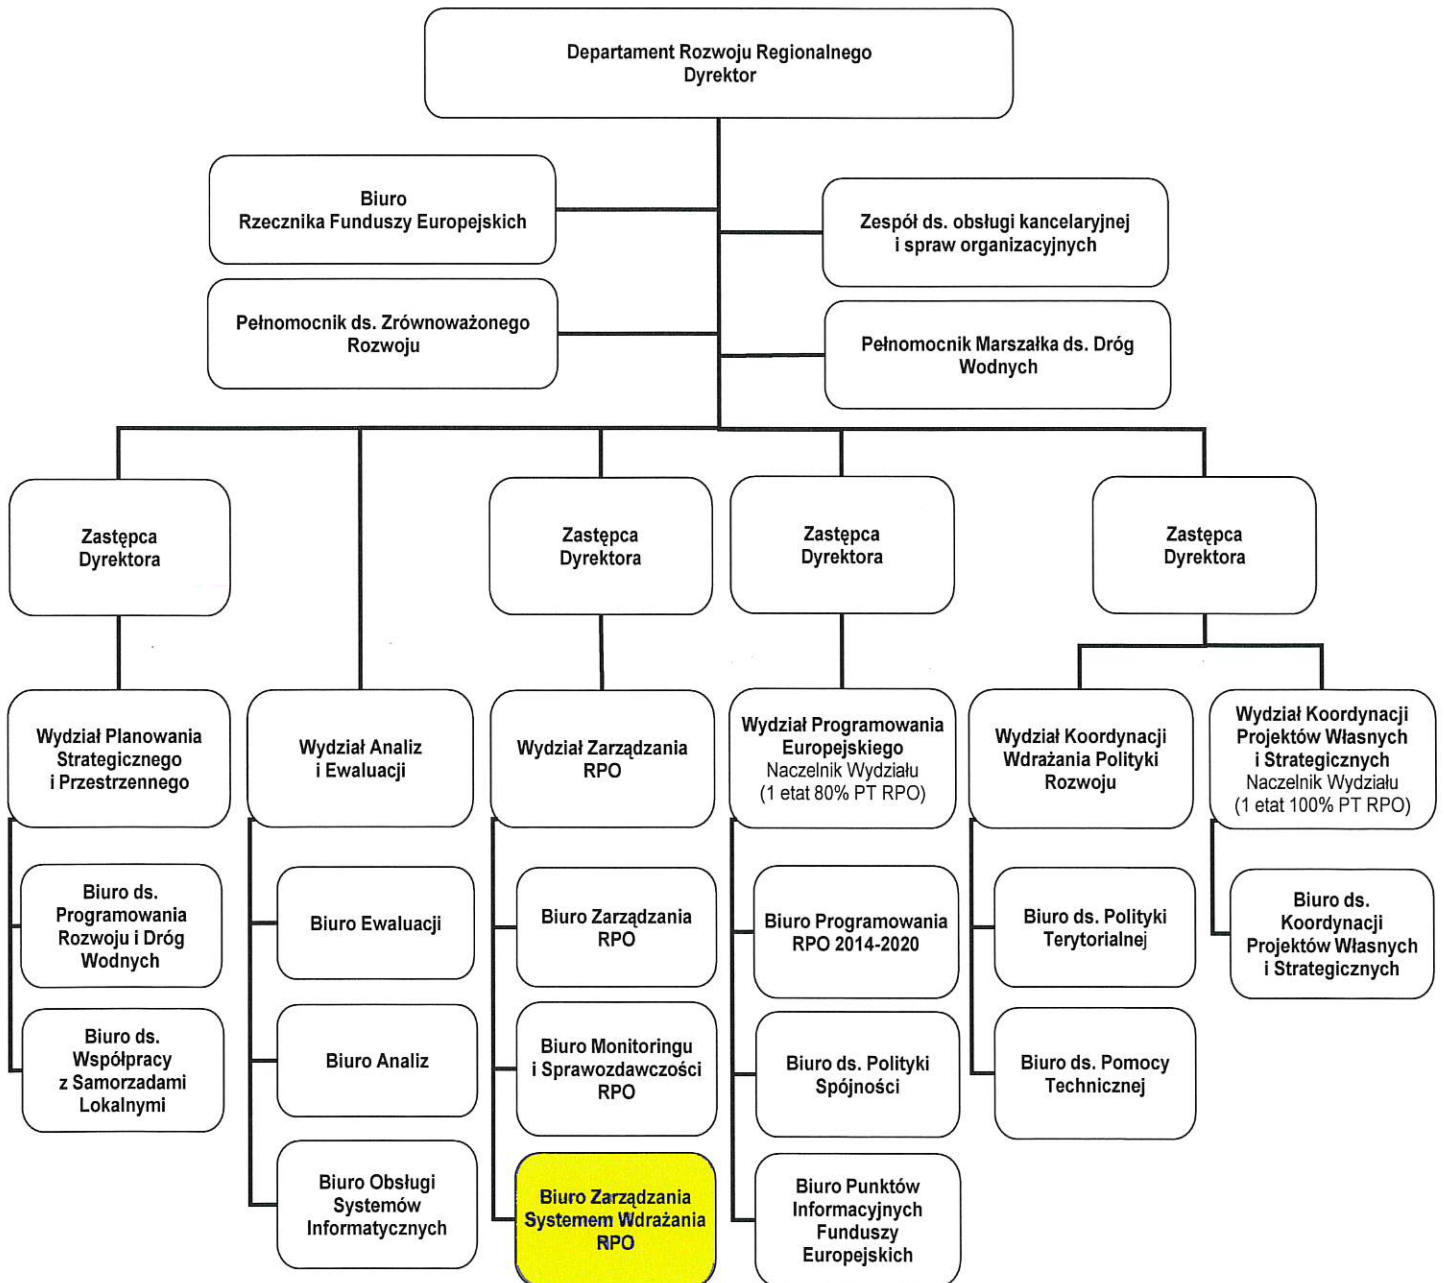 Departament Rozwoju Regionalnego
Dyrektor
Biuro
Rzecznika Funduszy Europejskich
Zespół ds. obsługi kancelaryjnej
i spraw organizacyjnych
Pełnomocnik ds. Zrównoważonego
Rozwoju
Pełnomocnik Marszałka ds. Dróg
Wodnych
Zastępca
Dyrektora
Zastępca
Dyrektora
Zastępca
Dyrektora
Zastępca
Dyrektora
Wydział Planowania
Strategicznego
i Przestrzennego
Wydział Analiz
i Ewaluacji
Wydział Zarządzania
RPO
Wydział Programowania
Europejskiego
Naczelnik Wydziału
(1 etat 80% PT RPO)
Wydział Koordynacji
Wdrażania Polityki
Rozwoju
Wydział Koordynacji
Projektów Własnych
i Strategicznych
Naczelnik Wydziału
(1 etat 100% PT RPO)
Biuro ds.
Programowania
Rozwoju i Dróg
Wodnych
Biuro Ewaluacji
Biuro Zarządzania
RPO
Biuro Programowania
RPO 2014-2020
Biuro ds. Polityki
Terytorialnej
Biuro ds.
Koordynacji
Projektów Własnych
i Strategicznych
Biuro ds.
Współpracy
z Samorzadami
Lokalnymi
Biuro Analiz
Biuro Monitoringu
i Sprawozdawczości
RPO
Biuro ds. Polityki
Spójności
Biuro ds. Pomocy
Technicznej
Biuro Obsługi
Systemów
Informatycznych
Biuro Zarządzania
Systemem Wdrażania
RPO
Biuro Punktów
Informacyjnych
Funduszy
Europejskich